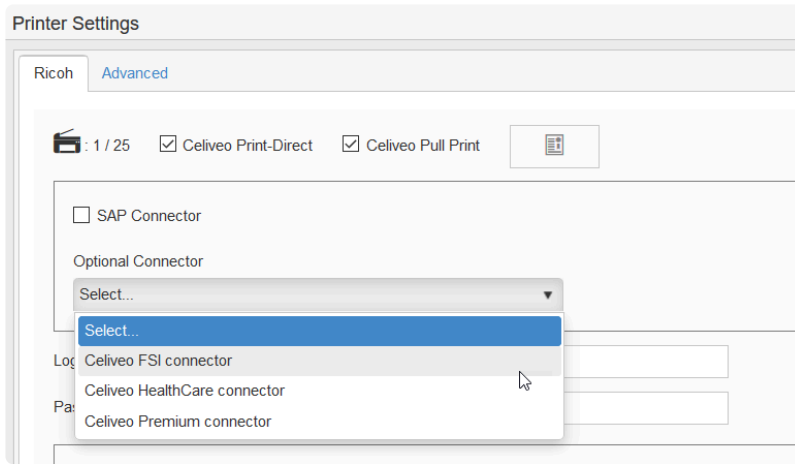 Printer Settings
Ricoh Advanced
: 1 / 25 Celiveo Print-Direct Celiveo Pull Print
SAP Connector
Optional Connector
Select...
Select...
Celiveo FSI connector
Celiveo HealthCare connector
Celiveo Premium connector